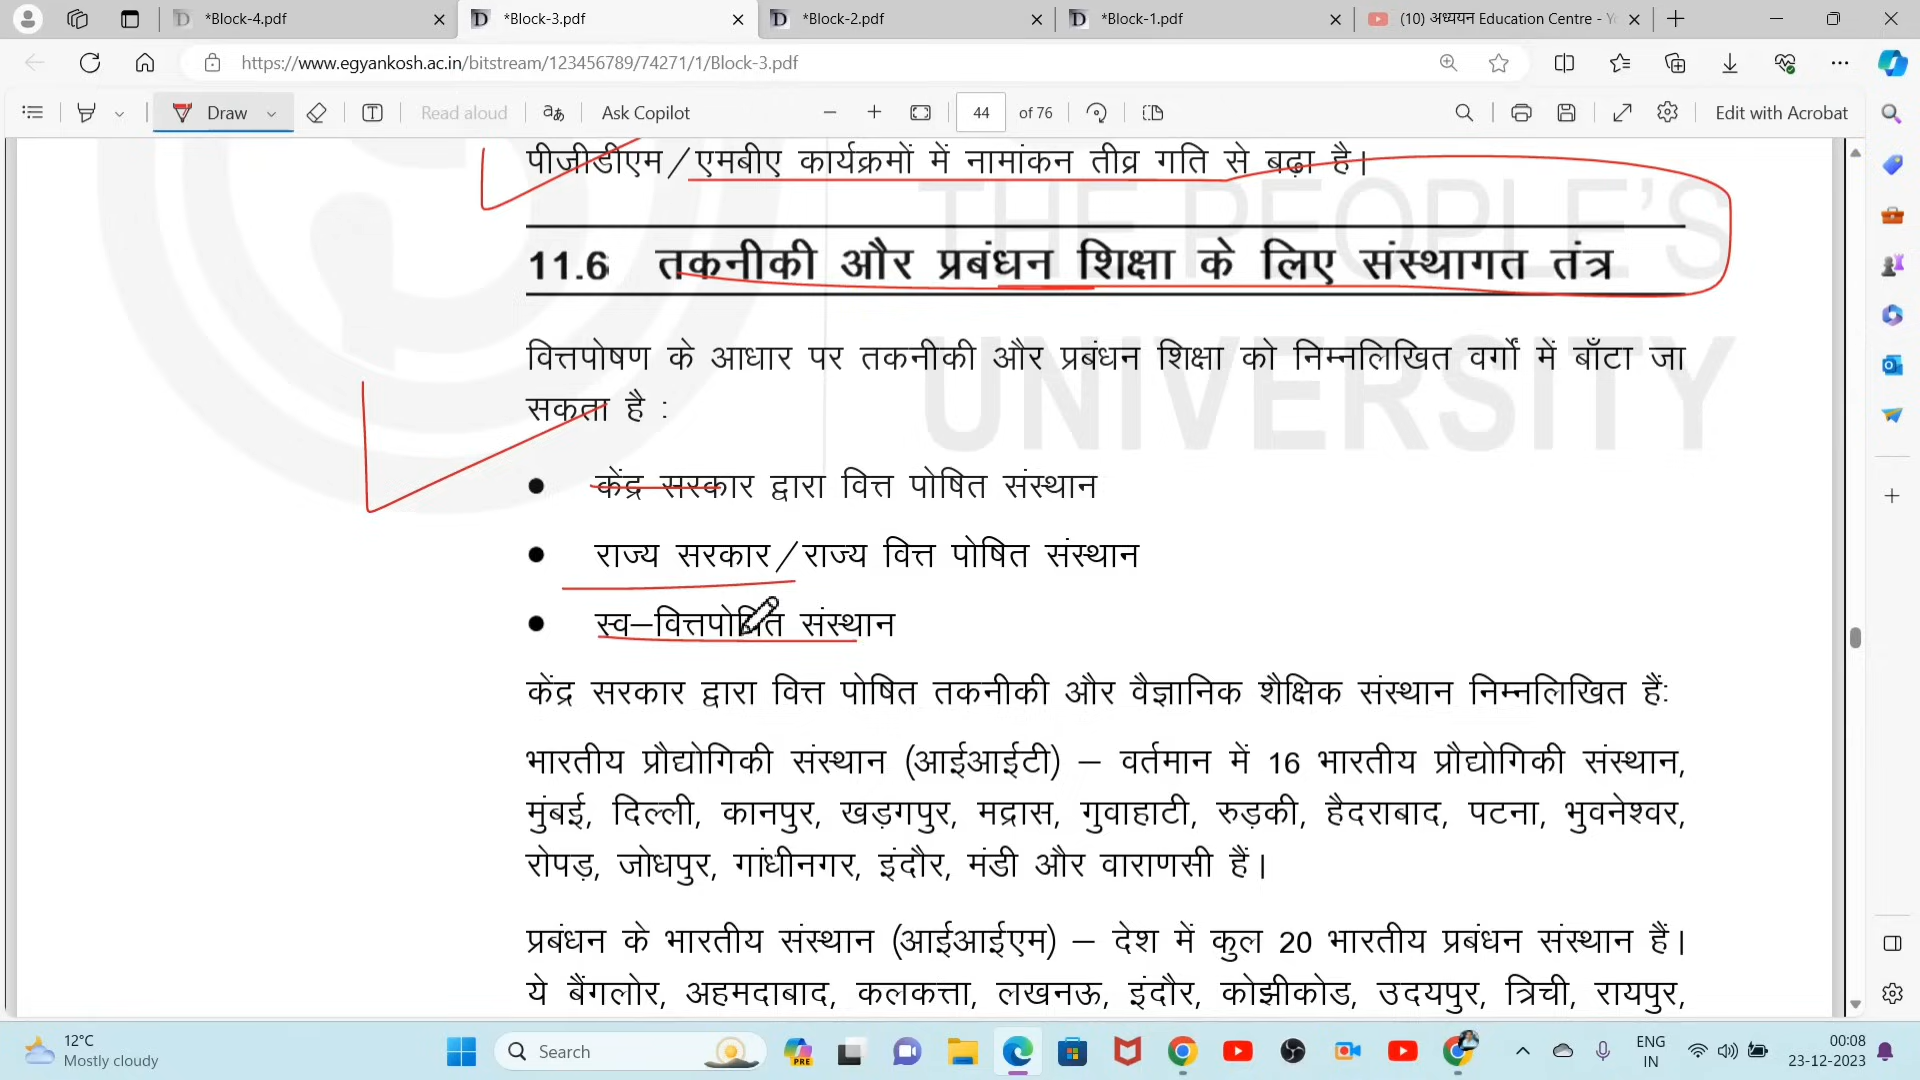 *Block-4.pdf
*Block-3.pdf
*Block-2.pdf
*Block-1.pdf
(10) अध्ययन Education Centre - Yo
https://www.egyankosh.ac.in/bitstream/123456789/74271/1/Block-3.pdf
Draw
Read aloud
Ask Copilot
44 of 76
Edit with Acrobat
THE PEOPLE'S
UNIVERSITY
पीजीडीएम/एमबीए कार्यक्रमों में नामांकन तीव्र गति से बढ़ा है।
11.6 तकनीकी और प्रबंधन शिक्षा के लिए संस्थागत तंत्र
वित्तपोषण के आधार पर तकनीकी और प्रबंधन शिक्षा को निम्नलिखित वर्गों में बाँटा जा
सकता है :
● केंद्र सरकार द्वारा वित्त पोषित संस्थान
● राज्य सरकार/राज्य वित्त पोषित संस्थान
● स्व–वित्तपोषित संस्थान
केंद्र सरकार द्वारा वित्त पोषित तकनीकी और वैज्ञानिक शैक्षिक संस्थान निम्नलिखित हैं:
भारतीय प्रौद्योगिकी संस्थान (आईआईटी) – वर्तमान में 16 भारतीय प्रौद्योगिकी संस्थान,
मुंबई, दिल्ली, कानपुर, खड़गपुर, मद्रास, गुवाहाटी, रुड़की, हैदराबाद, पटना, भुवनेश्वर,
रोपड़, जोधपुर, गांधीनगर, इंदौर, मंडी और वाराणसी हैं।
प्रबंधन के भारतीय संस्थान (आईआईएम) – देश में कुल 20 भारतीय प्रबंधन संस्थान हैं।
ये बैंगलोर, अहमदाबाद, कलकत्ता, लखनऊ, इंदौर, कोझीकोड, उदयपुर, त्रिची, रायपुर,
12°C
Mostly cloudy
Search
PRE
ENG
IN
00:08
23-12-2023